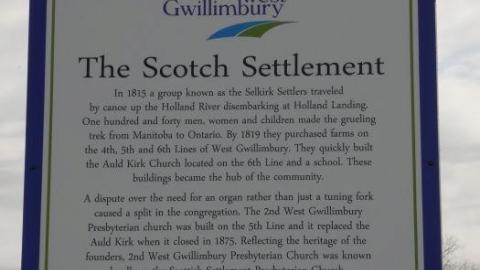 Gwillimbury
The Scotch Settlement
In 1815 a group known as the Selkirk Settlers traveled
by canoe up the Holland River disembarking at Holland Landing.
One hundred and forty men, women and children made the grueling
trek from Manitoba to Ontario. By 1819 they purchased farms on
the 4th, 5th and 6th Lines of West Gwillimbury. They quickly built
the Auld Kirk Church located on the 6th Line and a school. These
buildings became the hub of the community.
A dispute over the need for an organ rather than just a tuning fork
caused a split in the congregation. The 2nd West Gwillimbury
Presbyterian church was built on the 5th Line and it replaced the
Auld Kirk when it closed in 1875. Reflecting the heritage of the
founders, 2nd West Gwillimbury Presbyterian Church was known